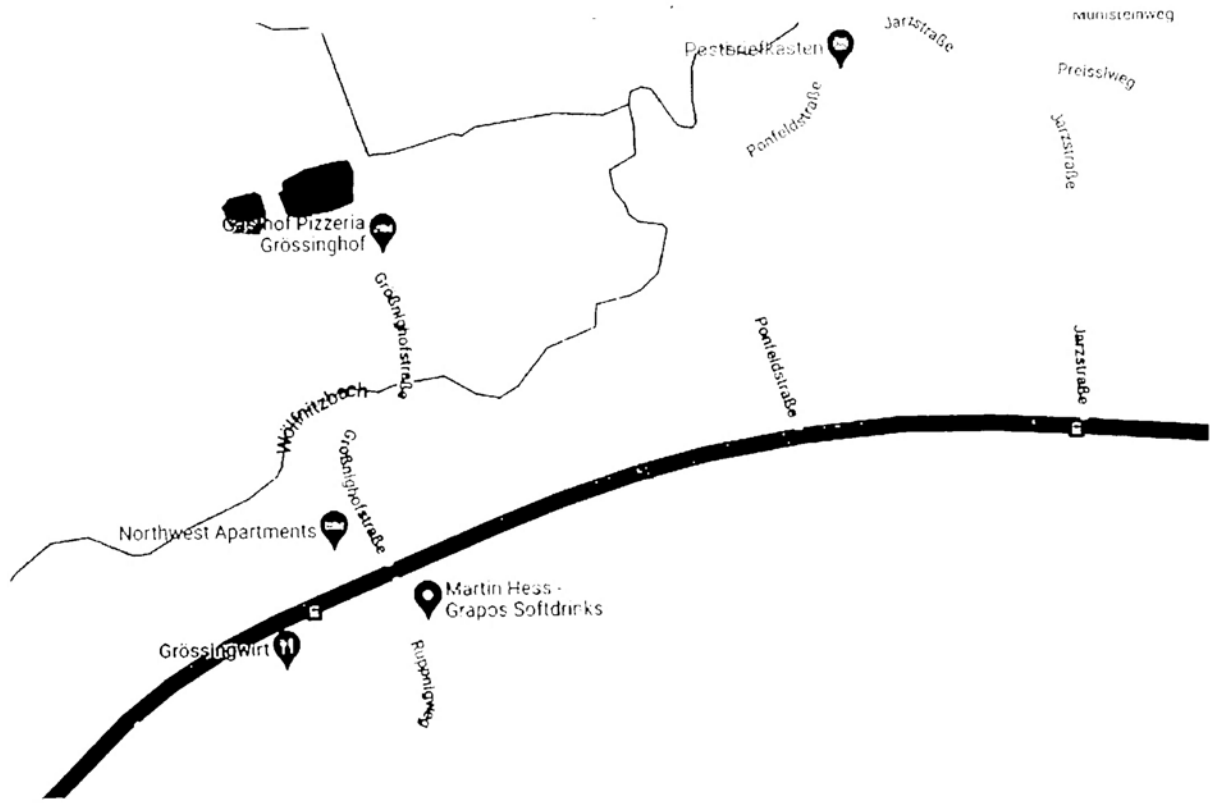 Munisteinweg
Jarzstraße
Postbriefkasten
Preisslweg
Ponfeldstraße
Jarzstraße
Gasthof Pizzeria
Grössinghof
Großnighofstraße
Ponfeldstraße
Jarzstraße
Wölfnitzbach
Großnighofstraße
Northwest Apartments
Martin Hess -
Grapos Softdrinks
Grössingwirt
Ruppnigweg